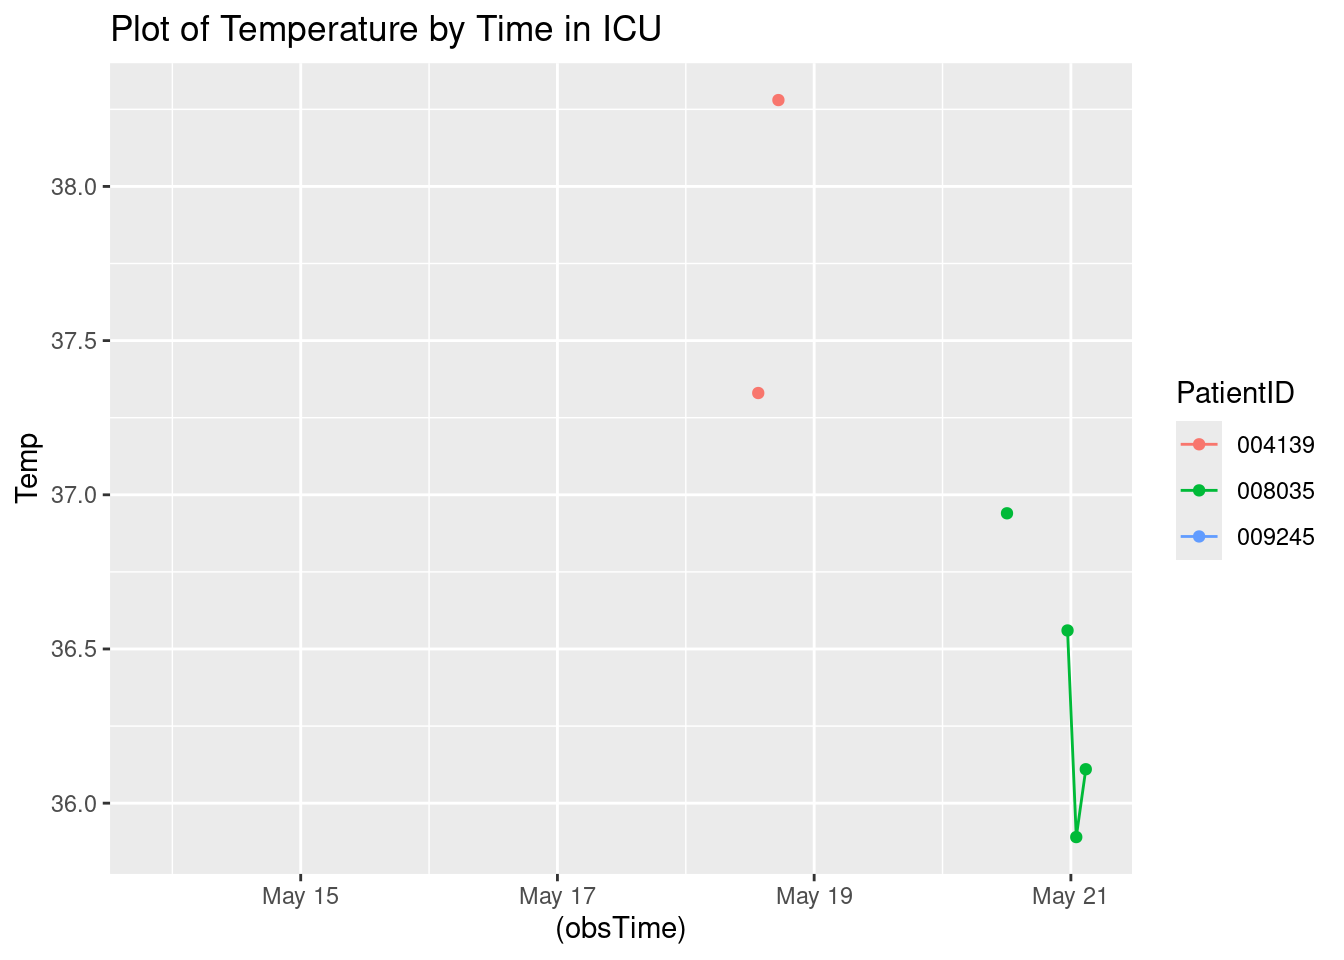 Plot of Temperature by Time in ICU
38.0
37.5
37.0
36.5
36.0
Temp
May 15
May 17
May 19
May 21
(obsTime)
PatientID
004139
008035
009245